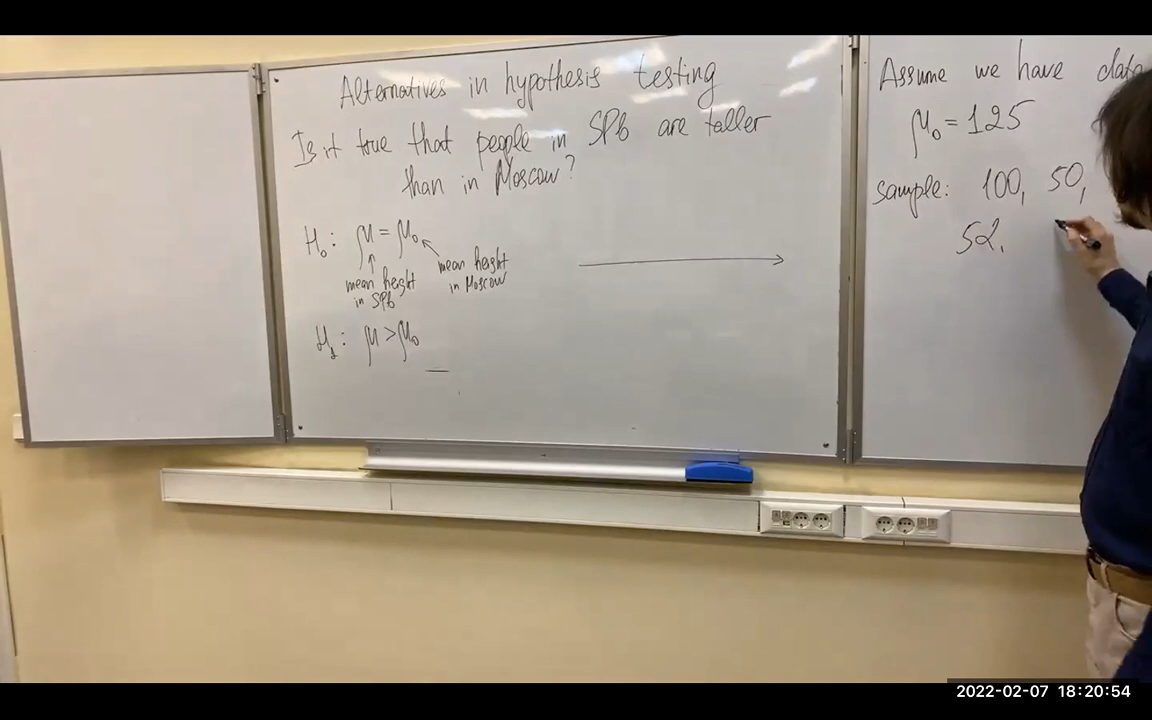 Alternatives in hypothesis testing
Is it true that people in SPb are taller
than in Moscow?
H₀: μ = μ₀
mean height
in SPb
mean height
in Moscow
H₁: μ > μ₀
Assume we have data
μ₀ = 125
sample: 100, 50,
52,
2022-02-07 18:20:54